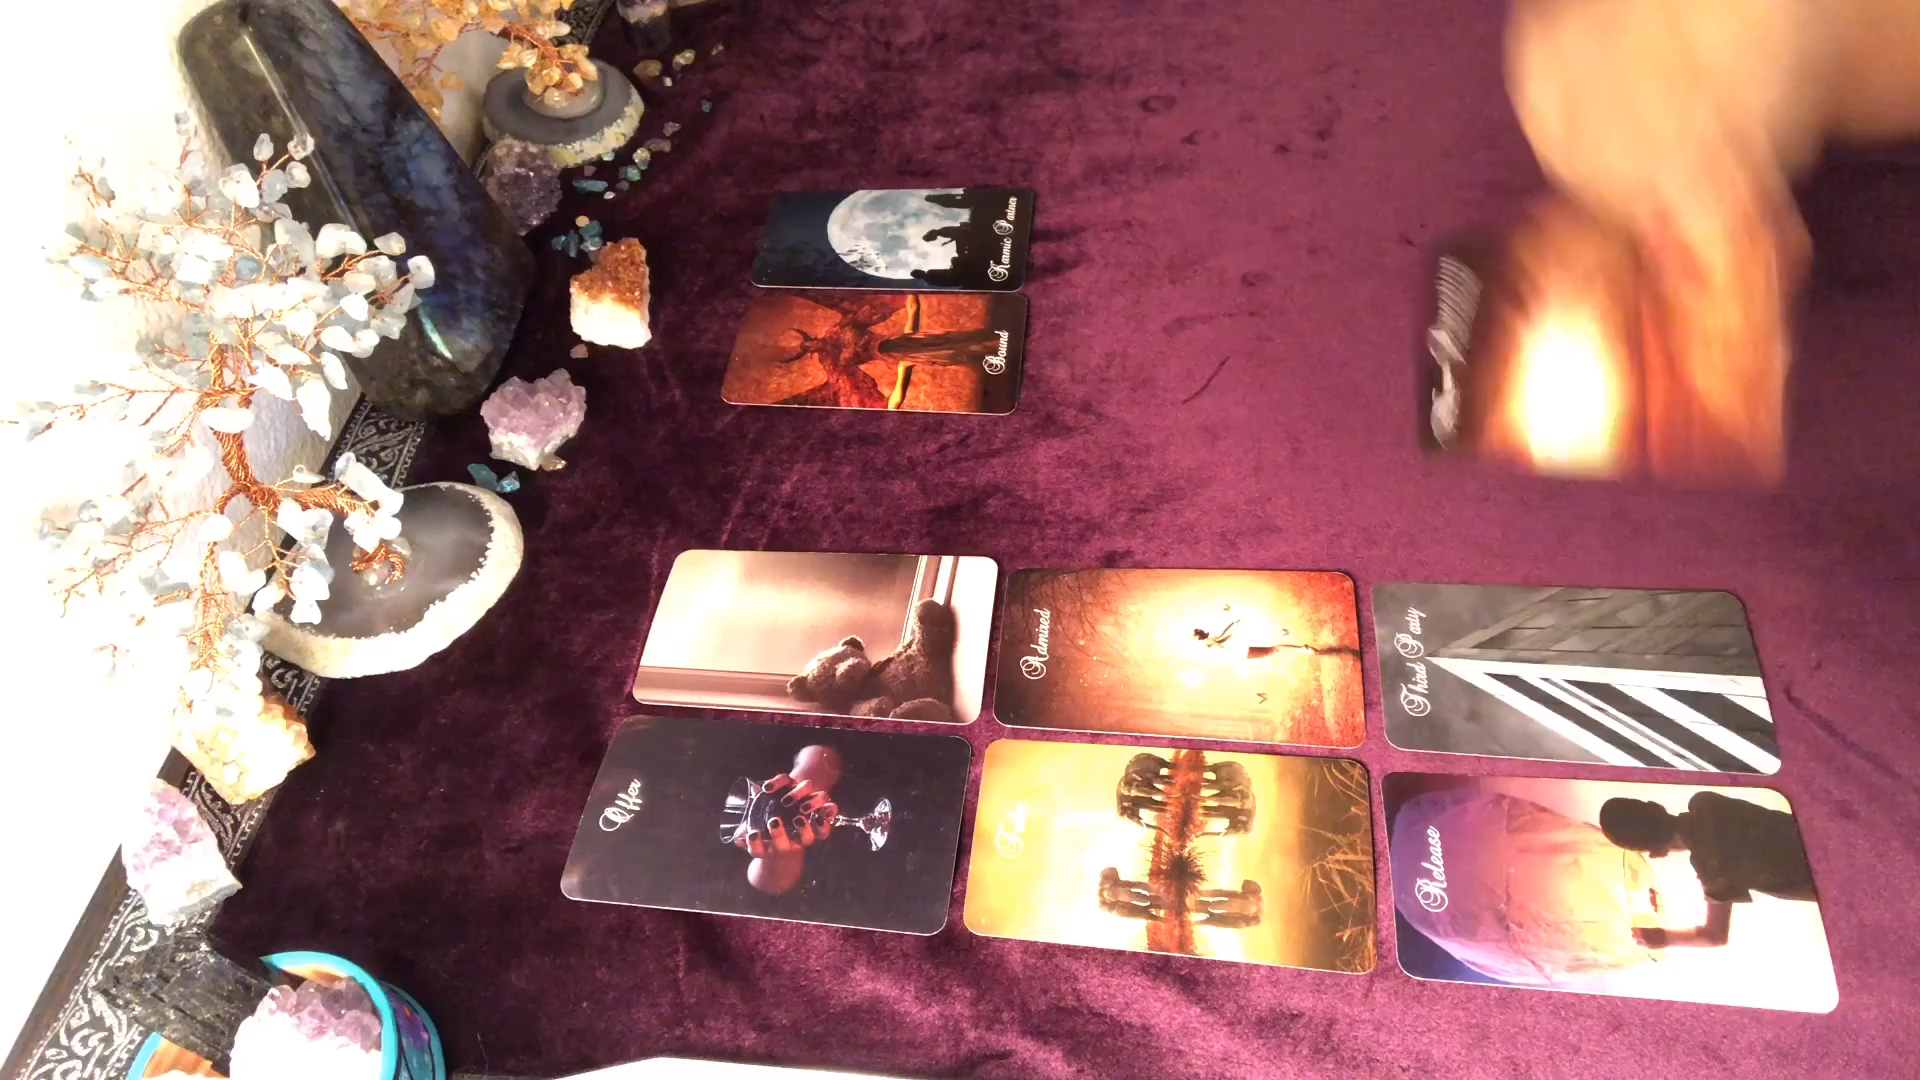 Karmic Partner
Bound
Admired
Third Party
Offer
Release